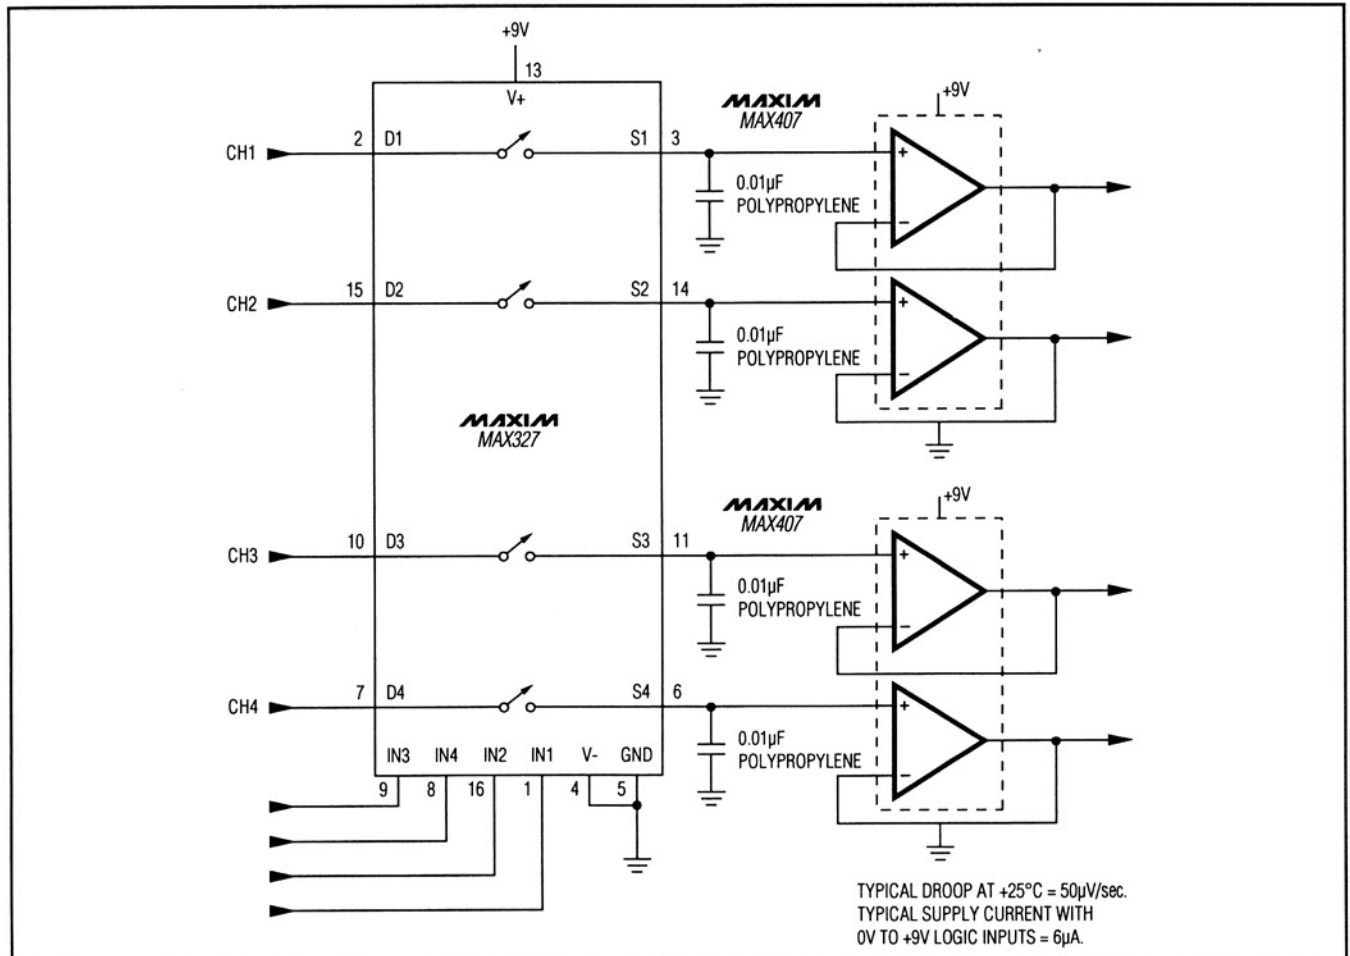 +9V
13
V+
MAXIM
MAX407
+9V
CH1
2
D1
S1
3
+
0.01µF
POLYPROPYLENE
−
CH2
15
D2
S2
14
+
0.01µF
POLYPROPYLENE
−
MAXIM
MAX327
MAXIM
MAX407
+9V
CH3
10
D3
S3
11
+
0.01µF
POLYPROPYLENE
−
CH4
7
D4
S4
6
+
0.01µF
POLYPROPYLENE
−
IN3
IN4
IN2
IN1
V-
GND
9
8
16
1
4
5
TYPICAL DROOP AT +25°C = 50µV/sec.
TYPICAL SUPPLY CURRENT WITH
0V TO +9V LOGIC INPUTS = 6µA.